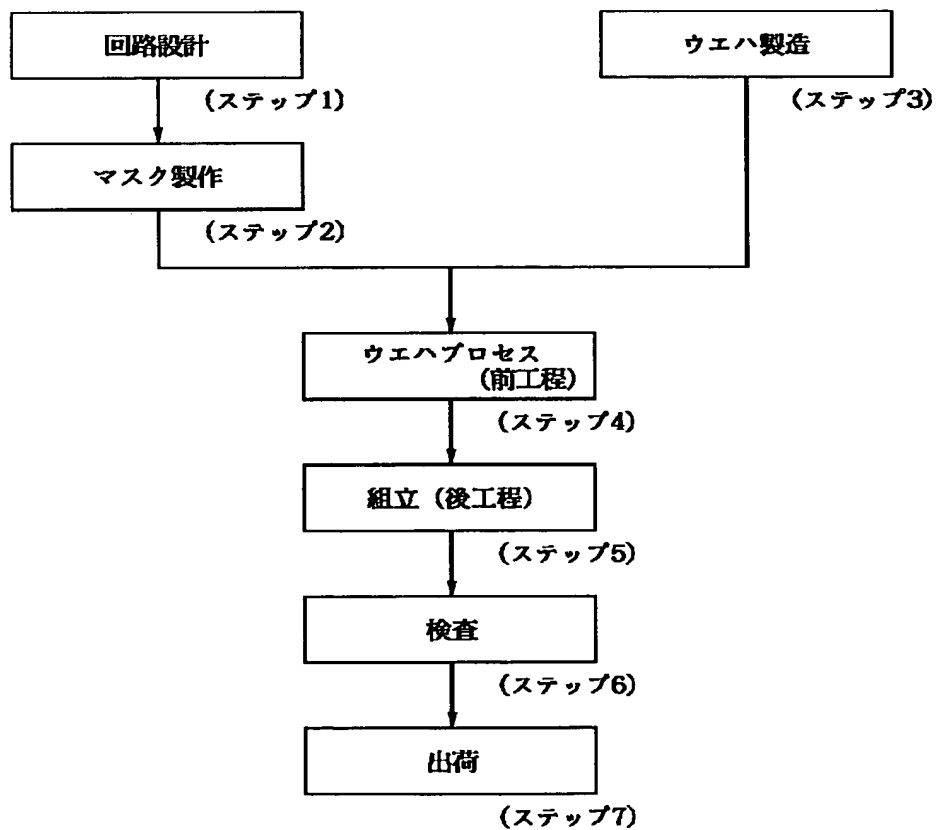 回路設計
(ステップ1)
マスク製作
(ステップ2)
ウエハ製造
(ステップ3)
ウエハプロセス
(前工程)
(ステップ4)
組立(後工程)
(ステップ5)
検査
(ステップ6)
出荷
(ステップ7)